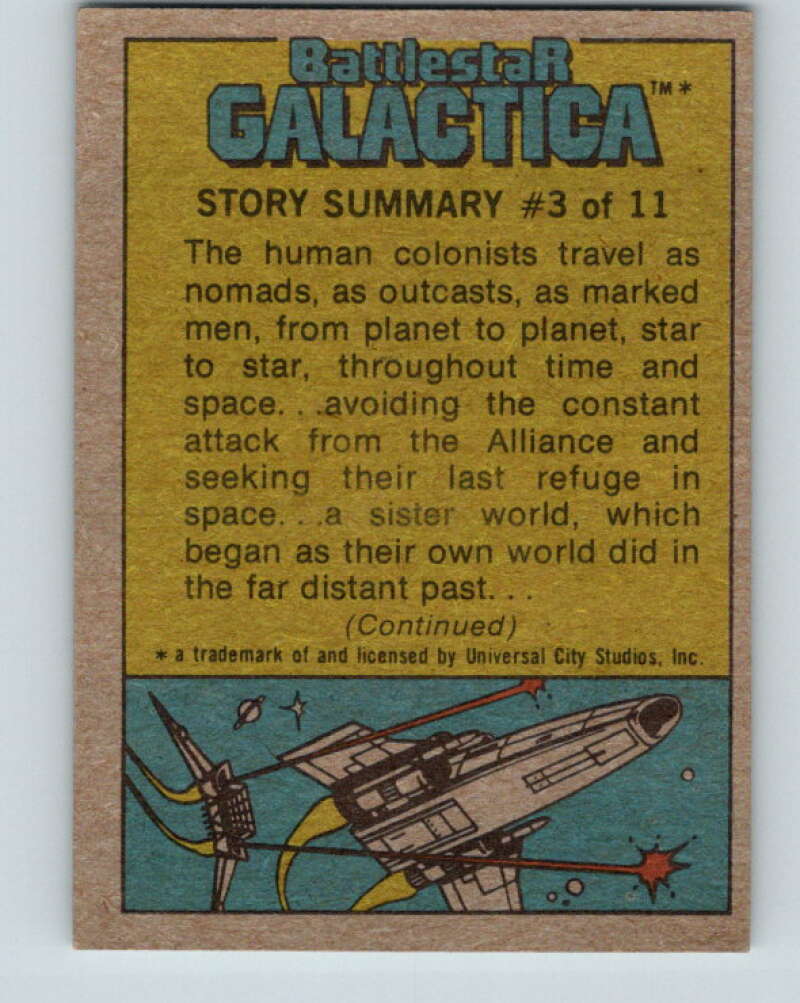 BattlestaR
GALACTICA™*
STORY SUMMARY #3 of 11
The human colonists travel as
nomads, as outcasts, as marked
men, from planet to planet, star
to star, throughout time and
space. . .avoiding the constant
attack from the Alliance and
seeking their last refuge in
space. . .a sister world, which
began as their own world did in
the far distant past. . .
(Continued)
* a trademark of and licensed by Universal City Studios, Inc.